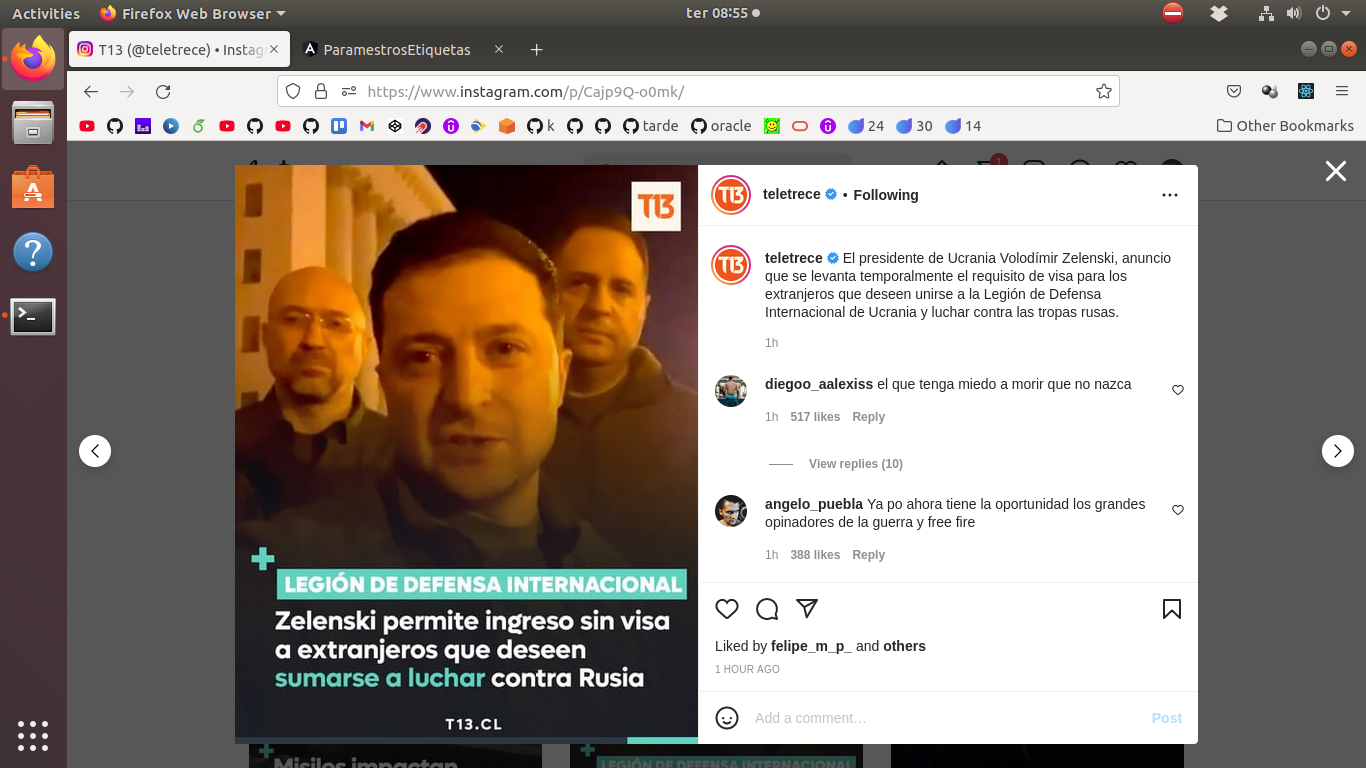 Activities
Firefox Web Browser
ter 08:55
T13 (@teletrece) • Instag
ParamestrosEtiquetas
https://www.instagram.com/p/Cajp9Q-o0mk/
k
tarde
oracle
24
30
14
Other Bookmarks
1
T13
LEGIÓN DE DEFENSA INTERNACIONAL
Zelenski permite ingreso sin visa
a extranjeros que deseen
sumarse a luchar contra Rusia
T13.CL
T13
teletrece • Following
T13
teletrece El presidente de Ucrania Volodímir Zelenski, anuncio
que se levanta temporalmente el requisito de visa para los
extranjeros que deseen unirse a la Legión de Defensa
Internacional de Ucrania y luchar contra las tropas rusas.
1h
diegoo_aalexiss el que tenga miedo a morir que no nazca
1h 517 likes Reply
View replies (10)
angelo_puebla Ya po ahora tiene la oportunidad los grandes
opinadores de la guerra y free fire
1h 388 likes Reply
Liked by felipe_m_p_ and others
1 HOUR AGO
Add a comment…
Post
Misiles impactan
LEGIÓN DE DEFENSA INTERNACIONAL